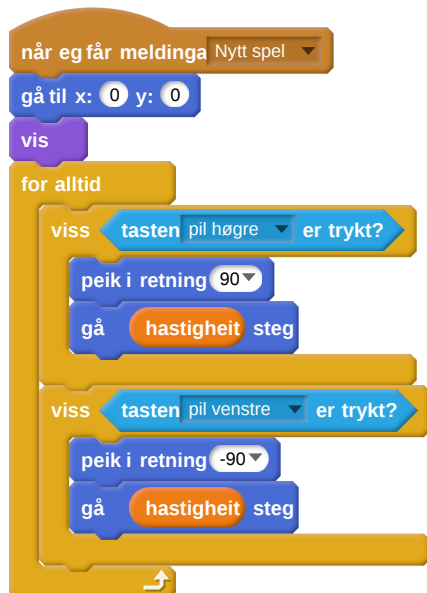 når eg får meldinga Nytt spel
gå til x: 0 y: 0
vis
for alltid
viss tasten pil høgre er trykt?
peik i retning 90
gå hastigheit steg
viss tasten pil venstre er trykt?
peik i retning -90
gå hastigheit steg